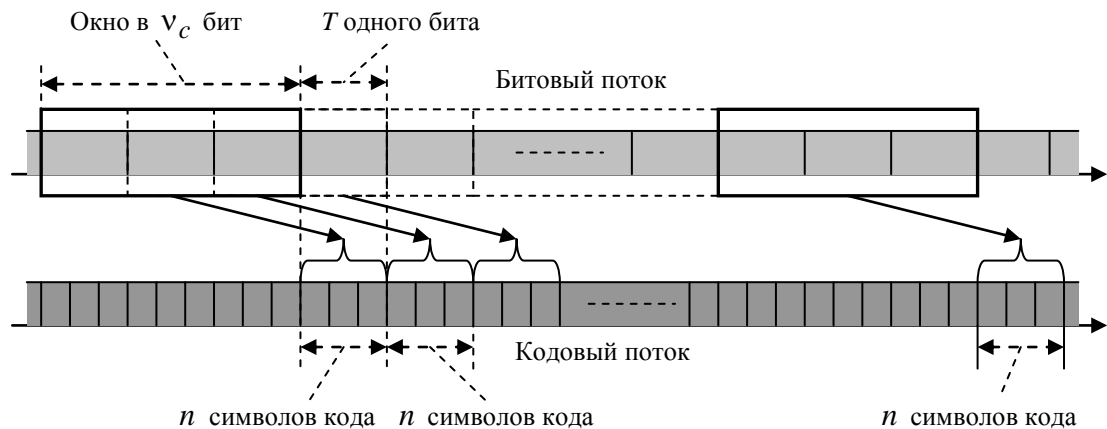 Окно в ν_c бит
T одного бита
Битовый поток
Кодовый поток
n символов кода
n символов кода
n символов кода